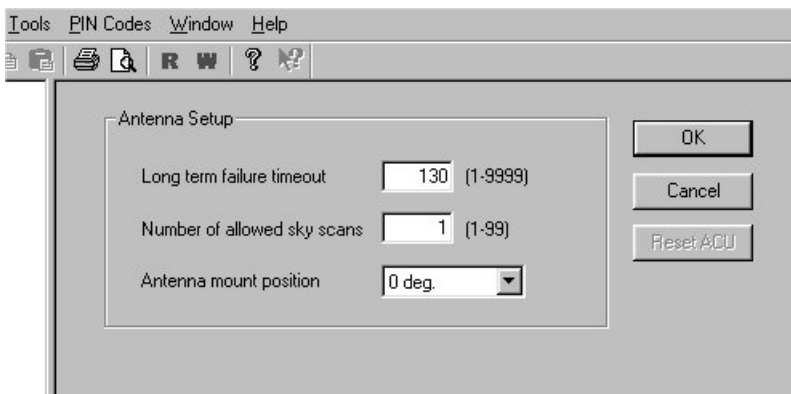 Tools PIN Codes Window Help
R W ? ?
Antenna Setup
Long term failure timeout 130 (1-9999)
Number of allowed sky scans 1 (1-99)
Antenna mount position 0 deg.
OK
Cancel
Reset ACU